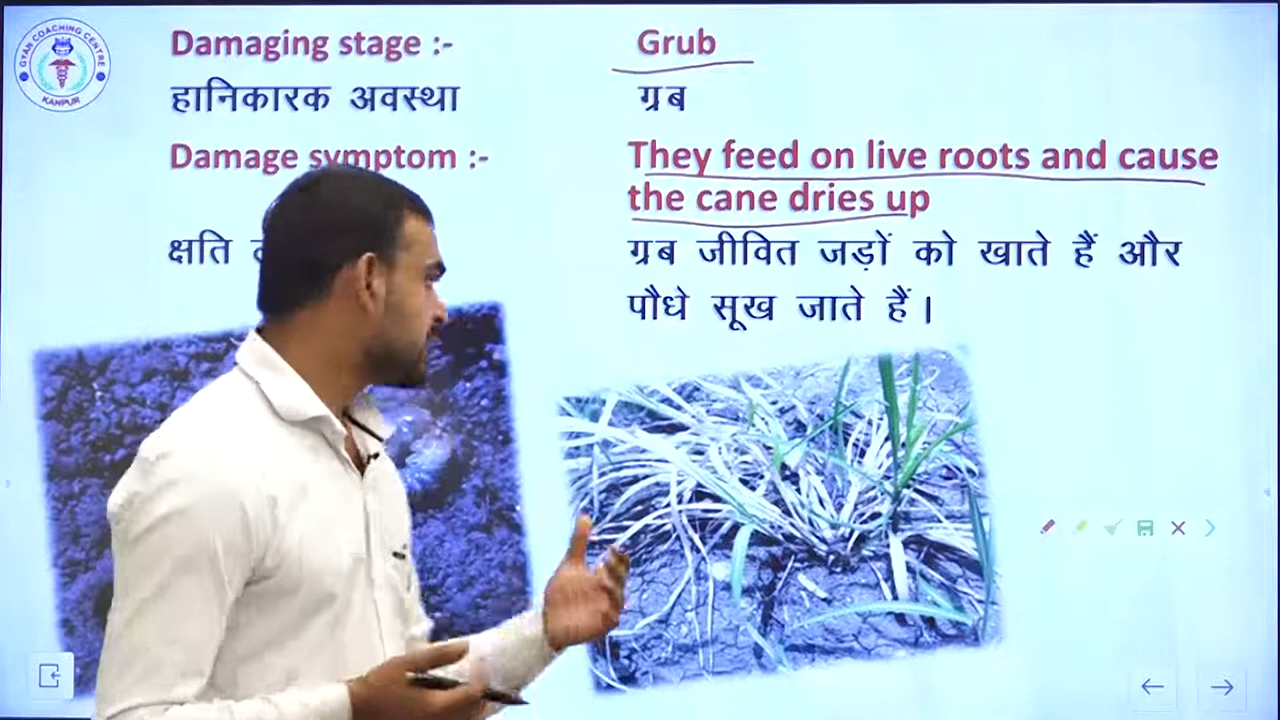 GYAN COACHING CENTRE
KANPUR
Damaging stage :- Grub
हानिकारक अवस्था ग्रब
Damage symptom :- They feed on live roots and cause
the cane dries up
क्षति ग्रब जीवित जड़ों को खाते हैं और
पौधे सूख जाते हैं।